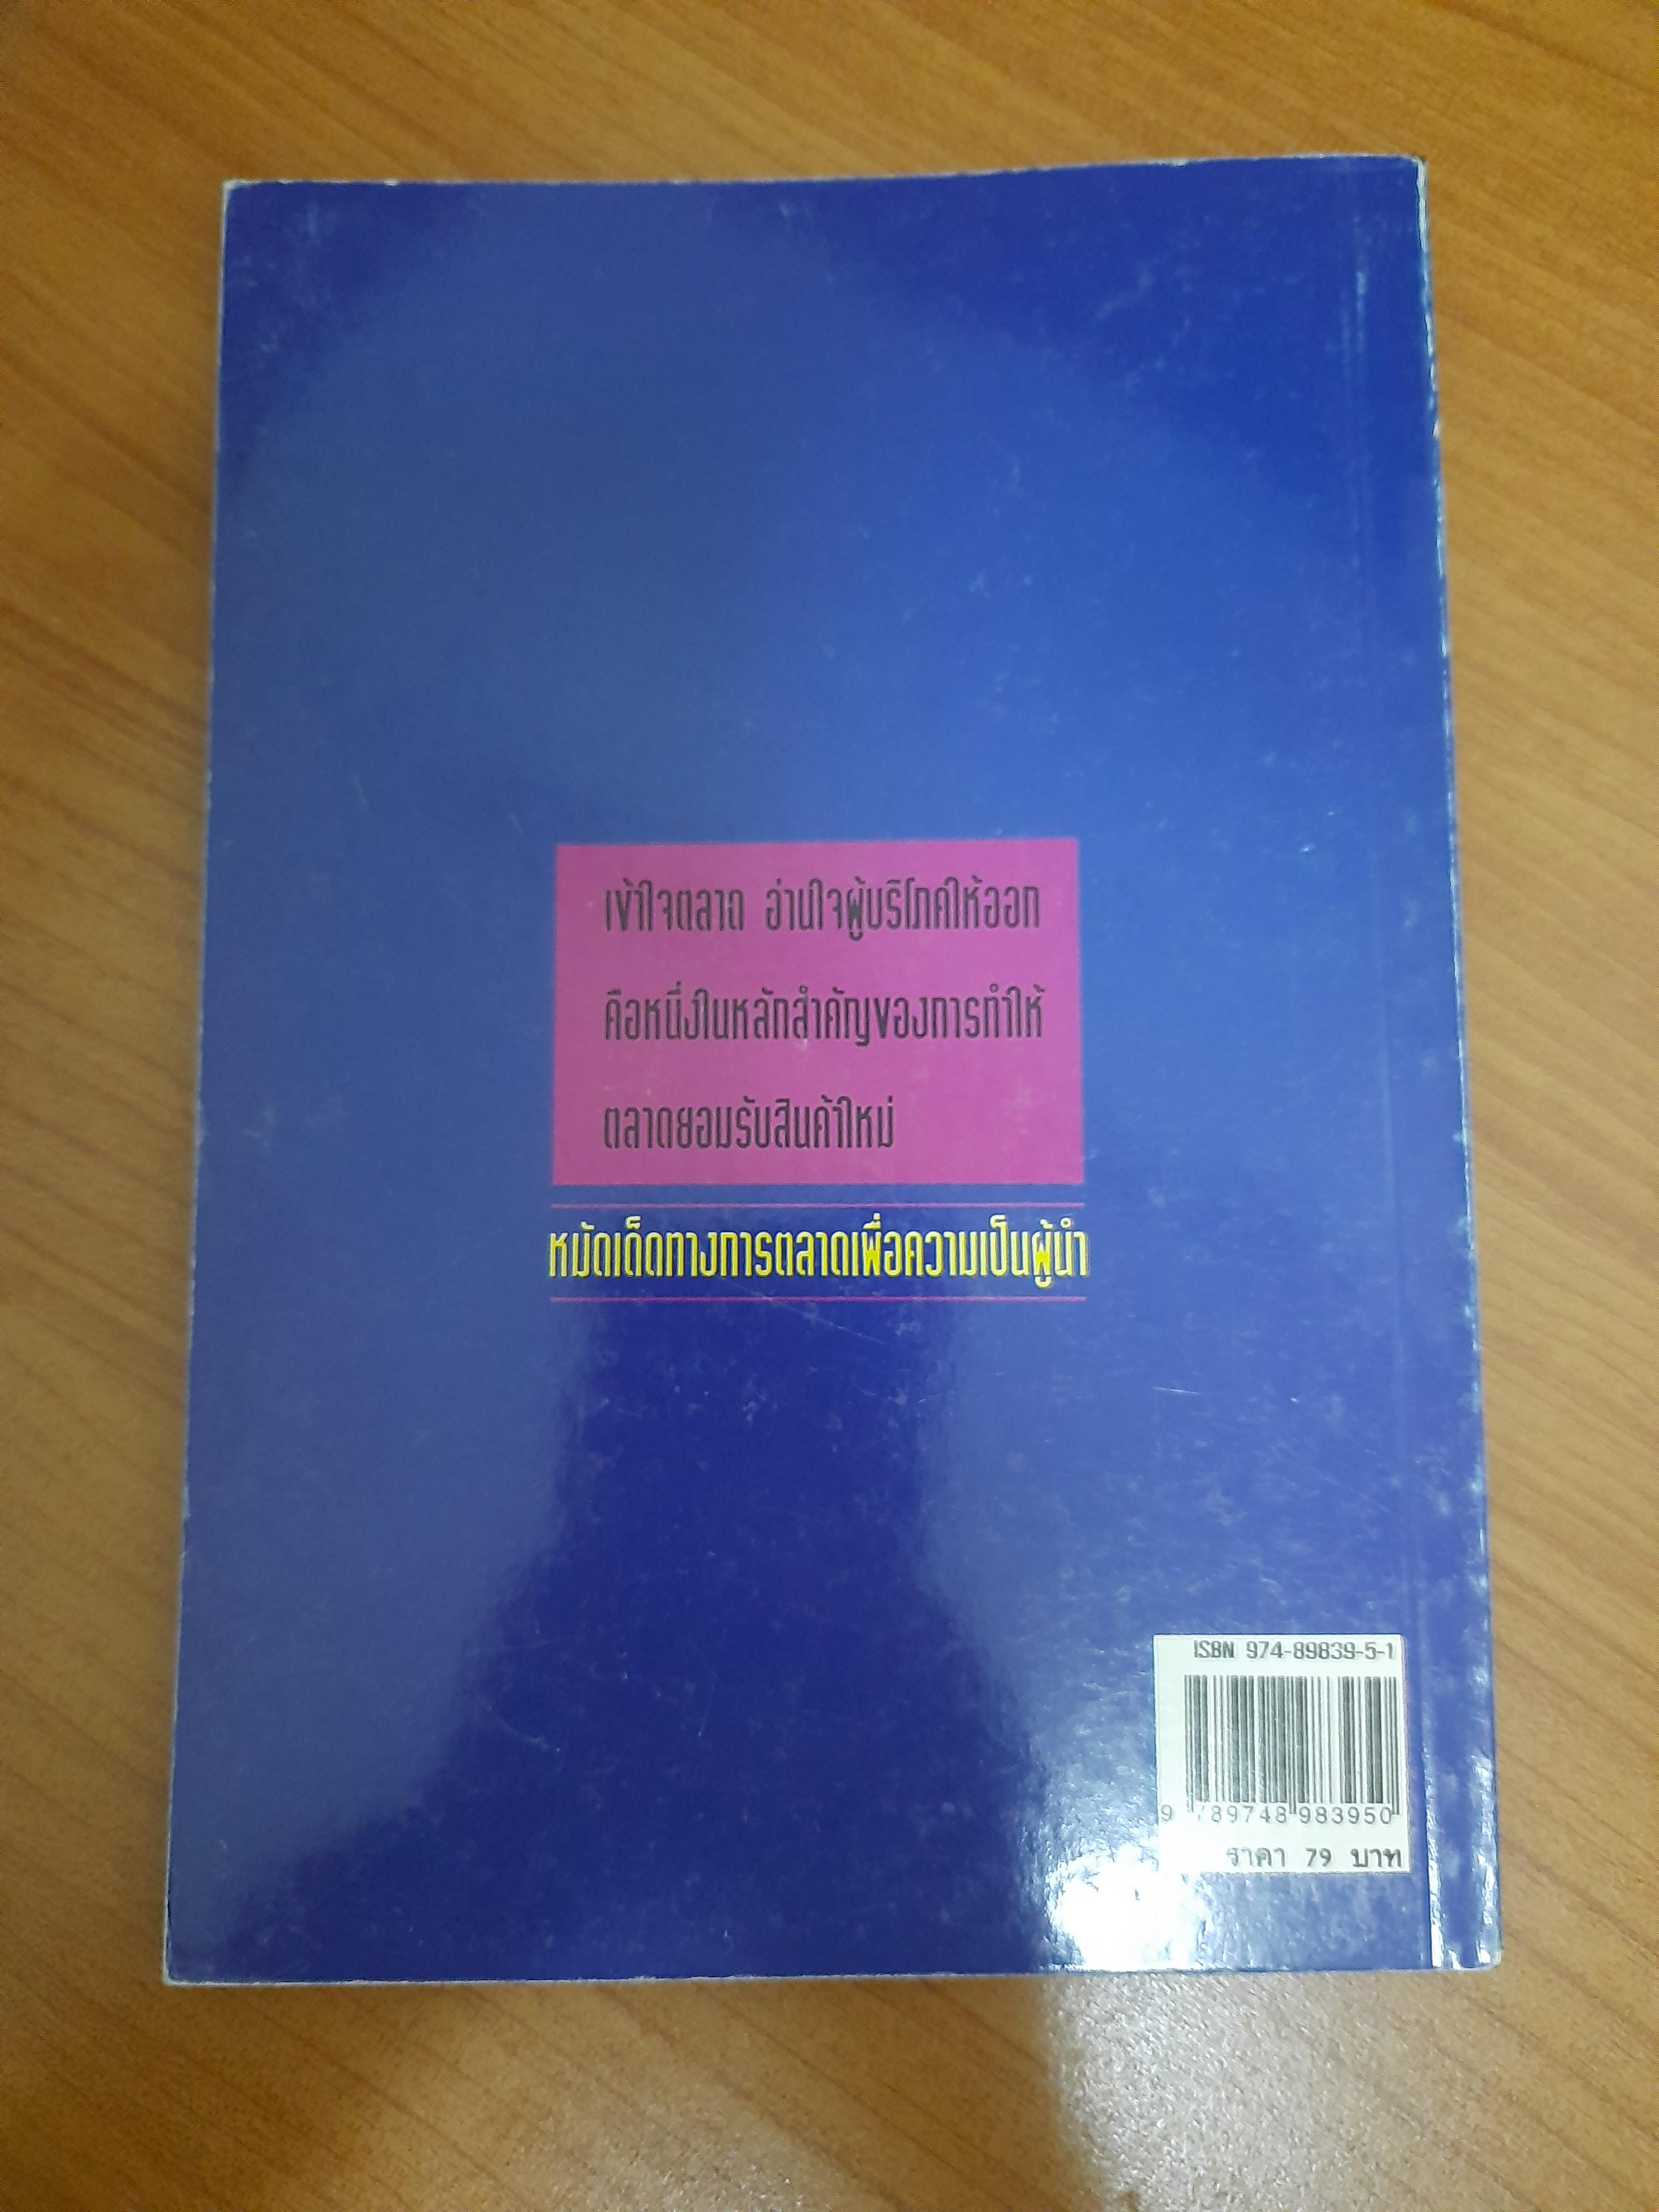 เข้าใจตลาด อ่านใจผู้บริโภคให้ออก
คือหนึ่งในหลักสำคัญของการทำให้
ตลาดยอมรับสินค้าใหม่
หมัดเด็ดทางการตลาดเพื่อความเป็นผู้นำ
ISBN 974-89839-5-1
9 789748 983950
ราคา 79 บาท